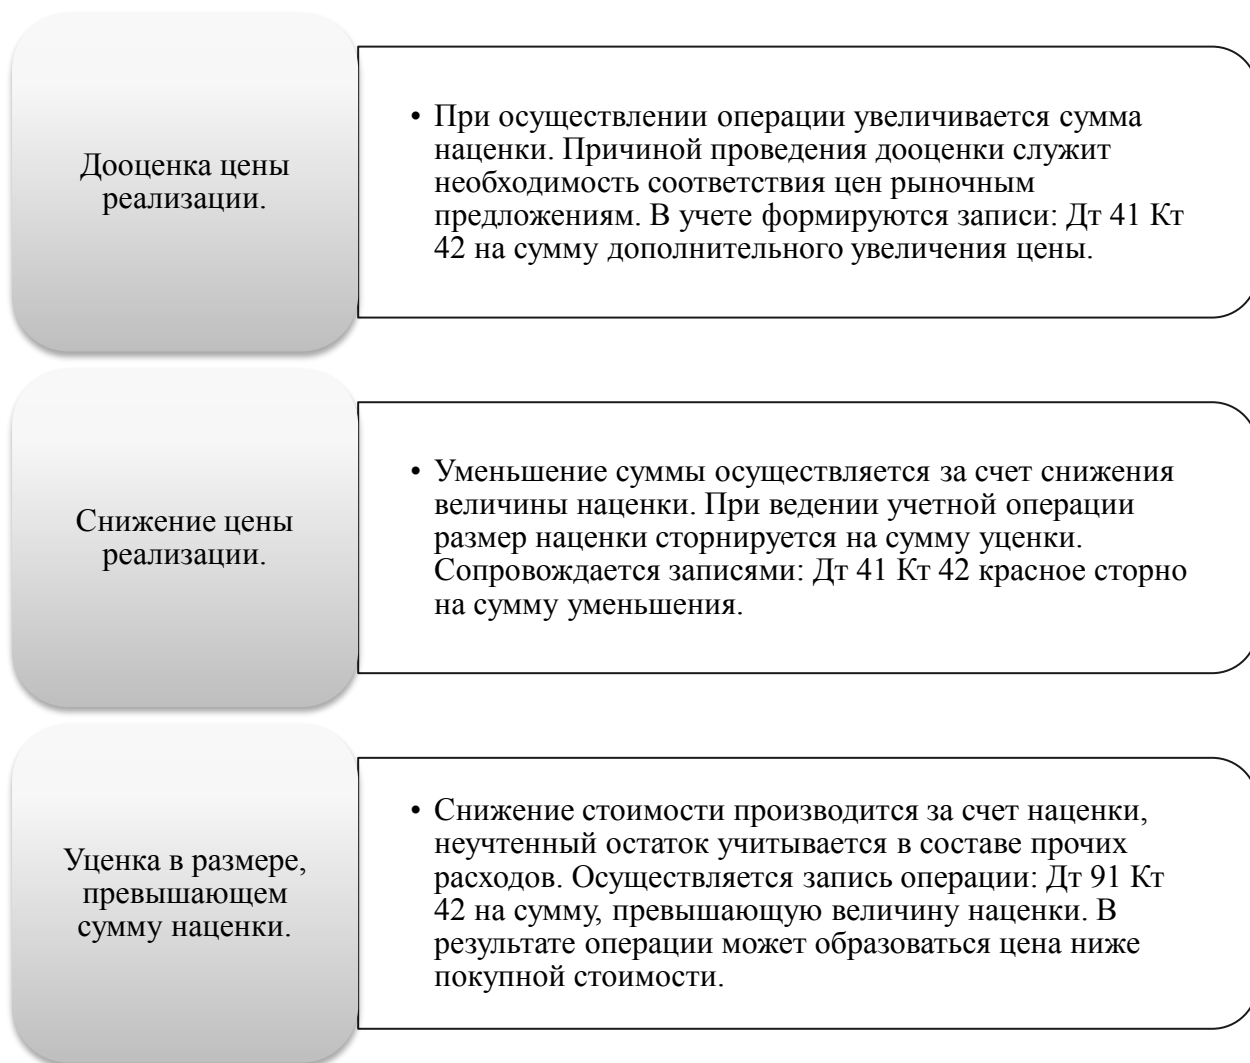 Дооценка цены
реализации.
• При осуществлении операции увеличивается сумма
наценки. Причиной проведения дооценки служит
необходимость соответствия цен рыночным
предложениям. В учете формируются записи: Дт 41 Кт
42 на сумму дополнительного увеличения цены.
Снижение цены
реализации.
• Уменьшение суммы осуществляется за счет снижения
величины наценки. При ведении учетной операции
размер наценки сторнируется на сумму уценки.
Сопровождается записями: Дт 41 Кт 42 красное сторно
на сумму уменьшения.
Уценка в размере,
превышающем
сумму наценки.
• Снижение стоимости производится за счет наценки,
неучтенный остаток учитывается в составе прочих
расходов. Осуществляется запись операции: Дт 91 Кт
42 на сумму, превышающую величину наценки. В
результате операции может образоваться цена ниже
покупной стоимости.